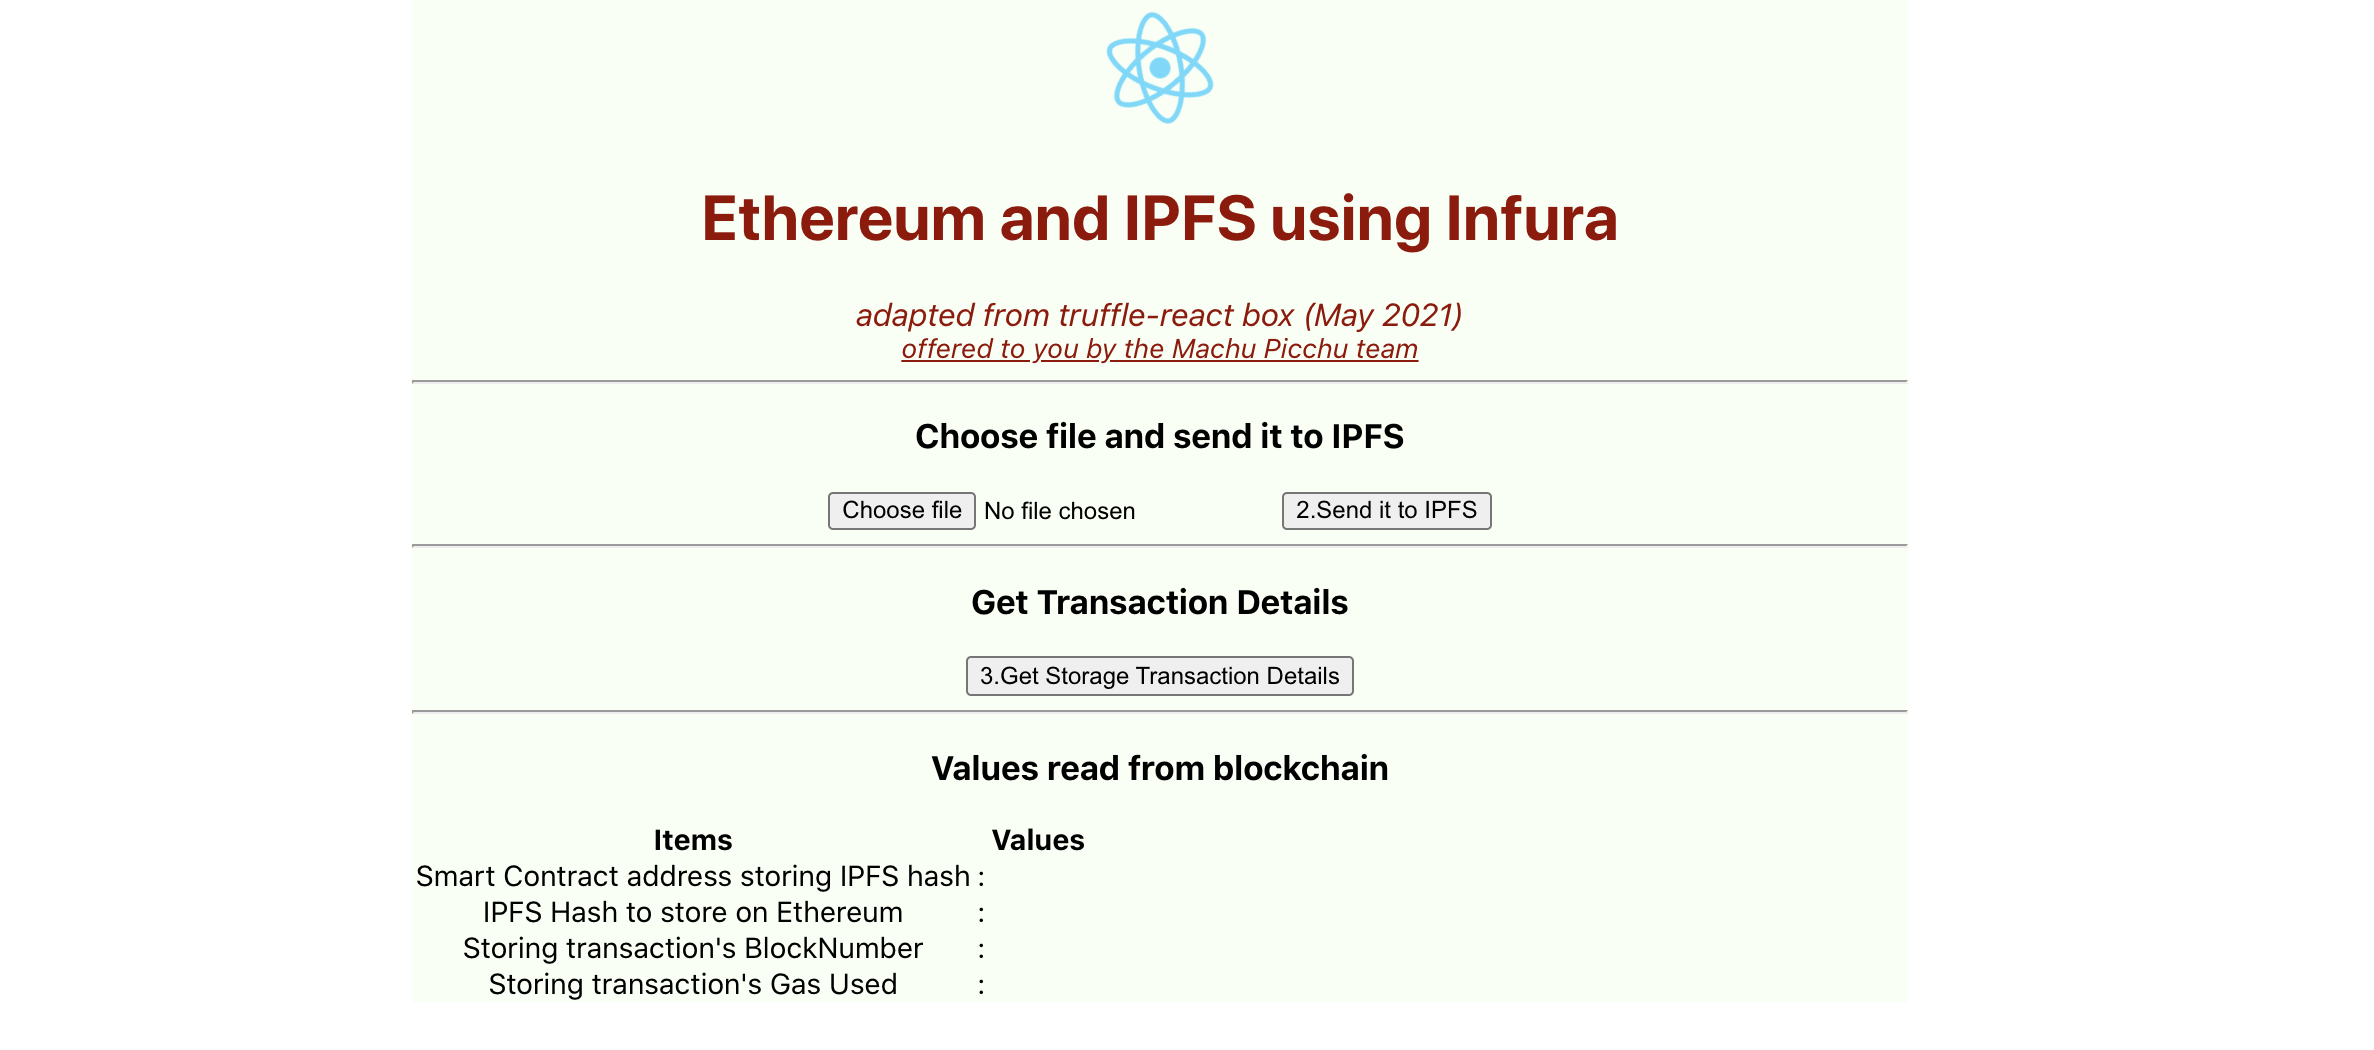 Ethereum and IPFS using Infura
adapted from truffle-react box (May 2021)
offered to you by the Machu Picchu team
Choose file and send it to IPFS
Choose file No file chosen 2.Send it to IPFS
Get Transaction Details
3.Get Storage Transaction Details
Values read from blockchain
Items Values
Smart Contract address storing IPFS hash :
IPFS Hash to store on Ethereum :
Storing transaction's BlockNumber :
Storing transaction's Gas Used :